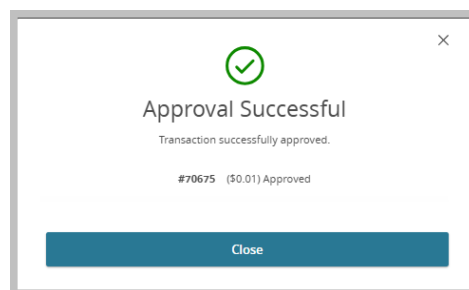 Approval Successful
Transaction successfully approved.
#70675 ($0.01) Approved
Close